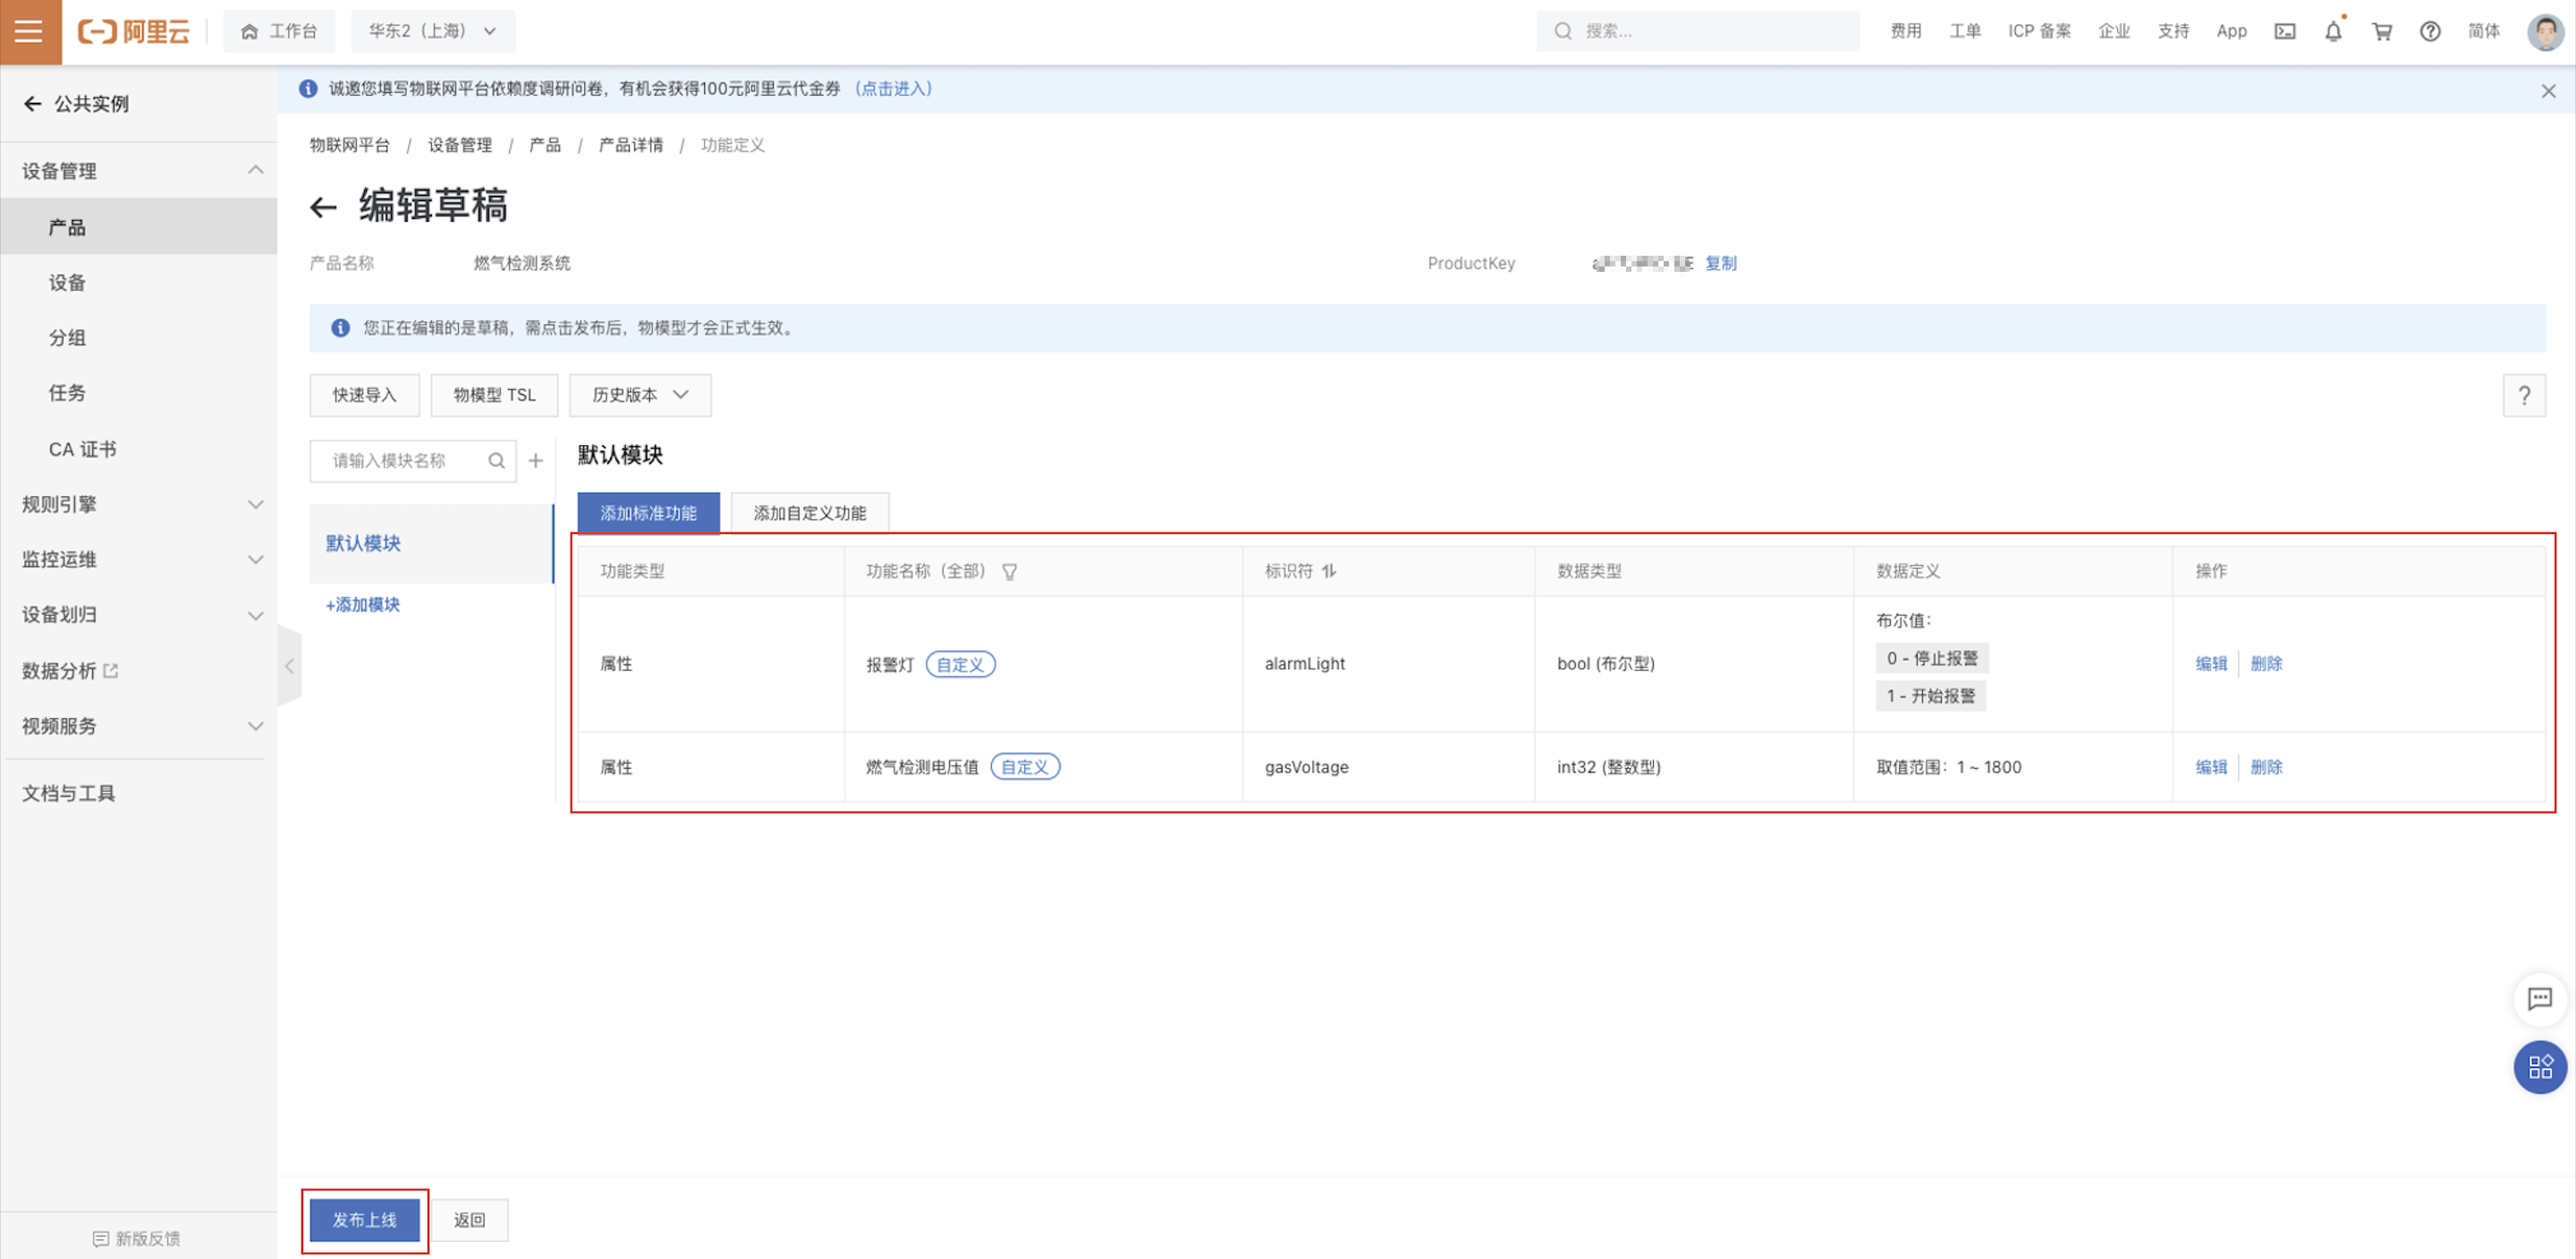 阿里云 工作台 华东2（上海） 搜索... 费用 工单 ICP 备案 企业 支持 App 简体
公共实例
设备管理
产品
设备
分组
任务
CA 证书
规则引擎
监控运维
设备划归
数据分析
视频服务
文档与工具
新版反馈
诚邀您填写物联网平台依赖度调研问卷，有机会获得100元阿里云代金券 （点击进入）
物联网平台 / 设备管理 / 产品 / 产品详情 / 功能定义
编辑草稿
产品名称 燃气检测系统 ProductKey 复制
您正在编辑的是草稿，需点击发布后，物模型才会正式生效。
快速导入 物模型 TSL 历史版本 ?
请输入模块名称 +
默认模块
+添加模块
默认模块
添加标准功能 添加自定义功能
功能类型 功能名称（全部） 标识符 数据类型 数据定义 操作
属性 报警灯 自定义 alarmLight bool (布尔型) 布尔值： 编辑 删除
0 - 停止报警
1 - 开始报警
属性 燃气检测电压值 自定义 gasVoltage int32 (整数型) 取值范围：1 ~ 1800 编辑 删除
发布上线 返回